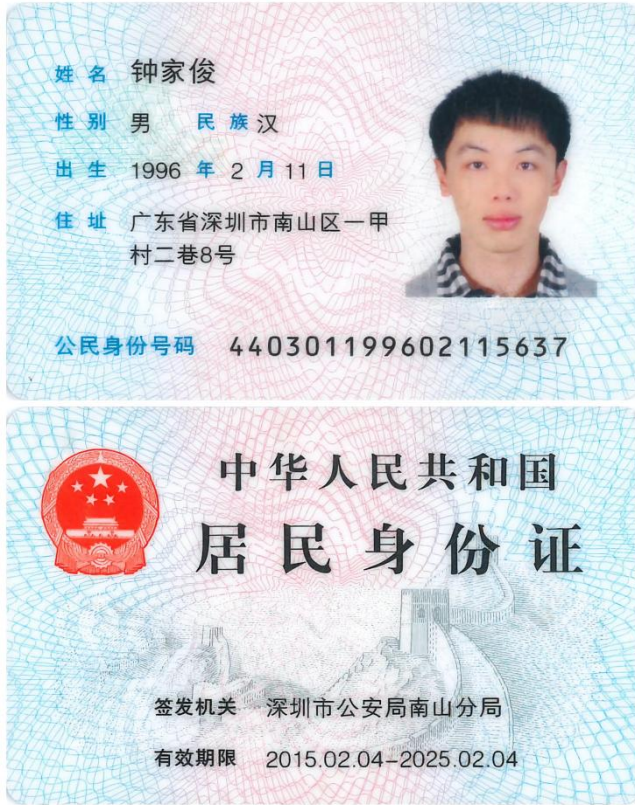 姓名 钟家俊
性别 男 民族 汉
出生 1996 年 2 月 11 日
住址 广东省深圳市南山区一甲
村二巷8号
公民身份号码 440301199602115637
中华人民共和国
居民身份证
签发机关 深圳市公安局南山分局
有效期限 2015.02.04-2025.02.04